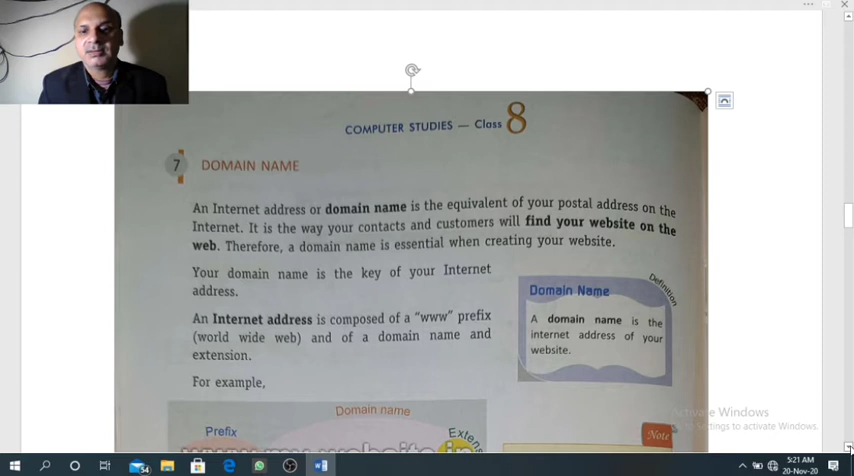 COMPUTER STUDIES — Class 8
7 DOMAIN NAME
An Internet address or domain name is the equivalent of your postal address on the
Internet. It is the way your contacts and customers will find your website on the
web. Therefore, a domain name is essential when creating your website.
Your domain name is the key of your Internet
address.
An Internet address is composed of a “www” prefix
(world wide web) and of a domain name and
extension.
For example,
Definition
Domain Name
A domain name is the
internet address of your
website.
Domain name
Prefix
Note
Activate Windows
Settings to activate Windows.
54
5:21 AM
20-Nov-20